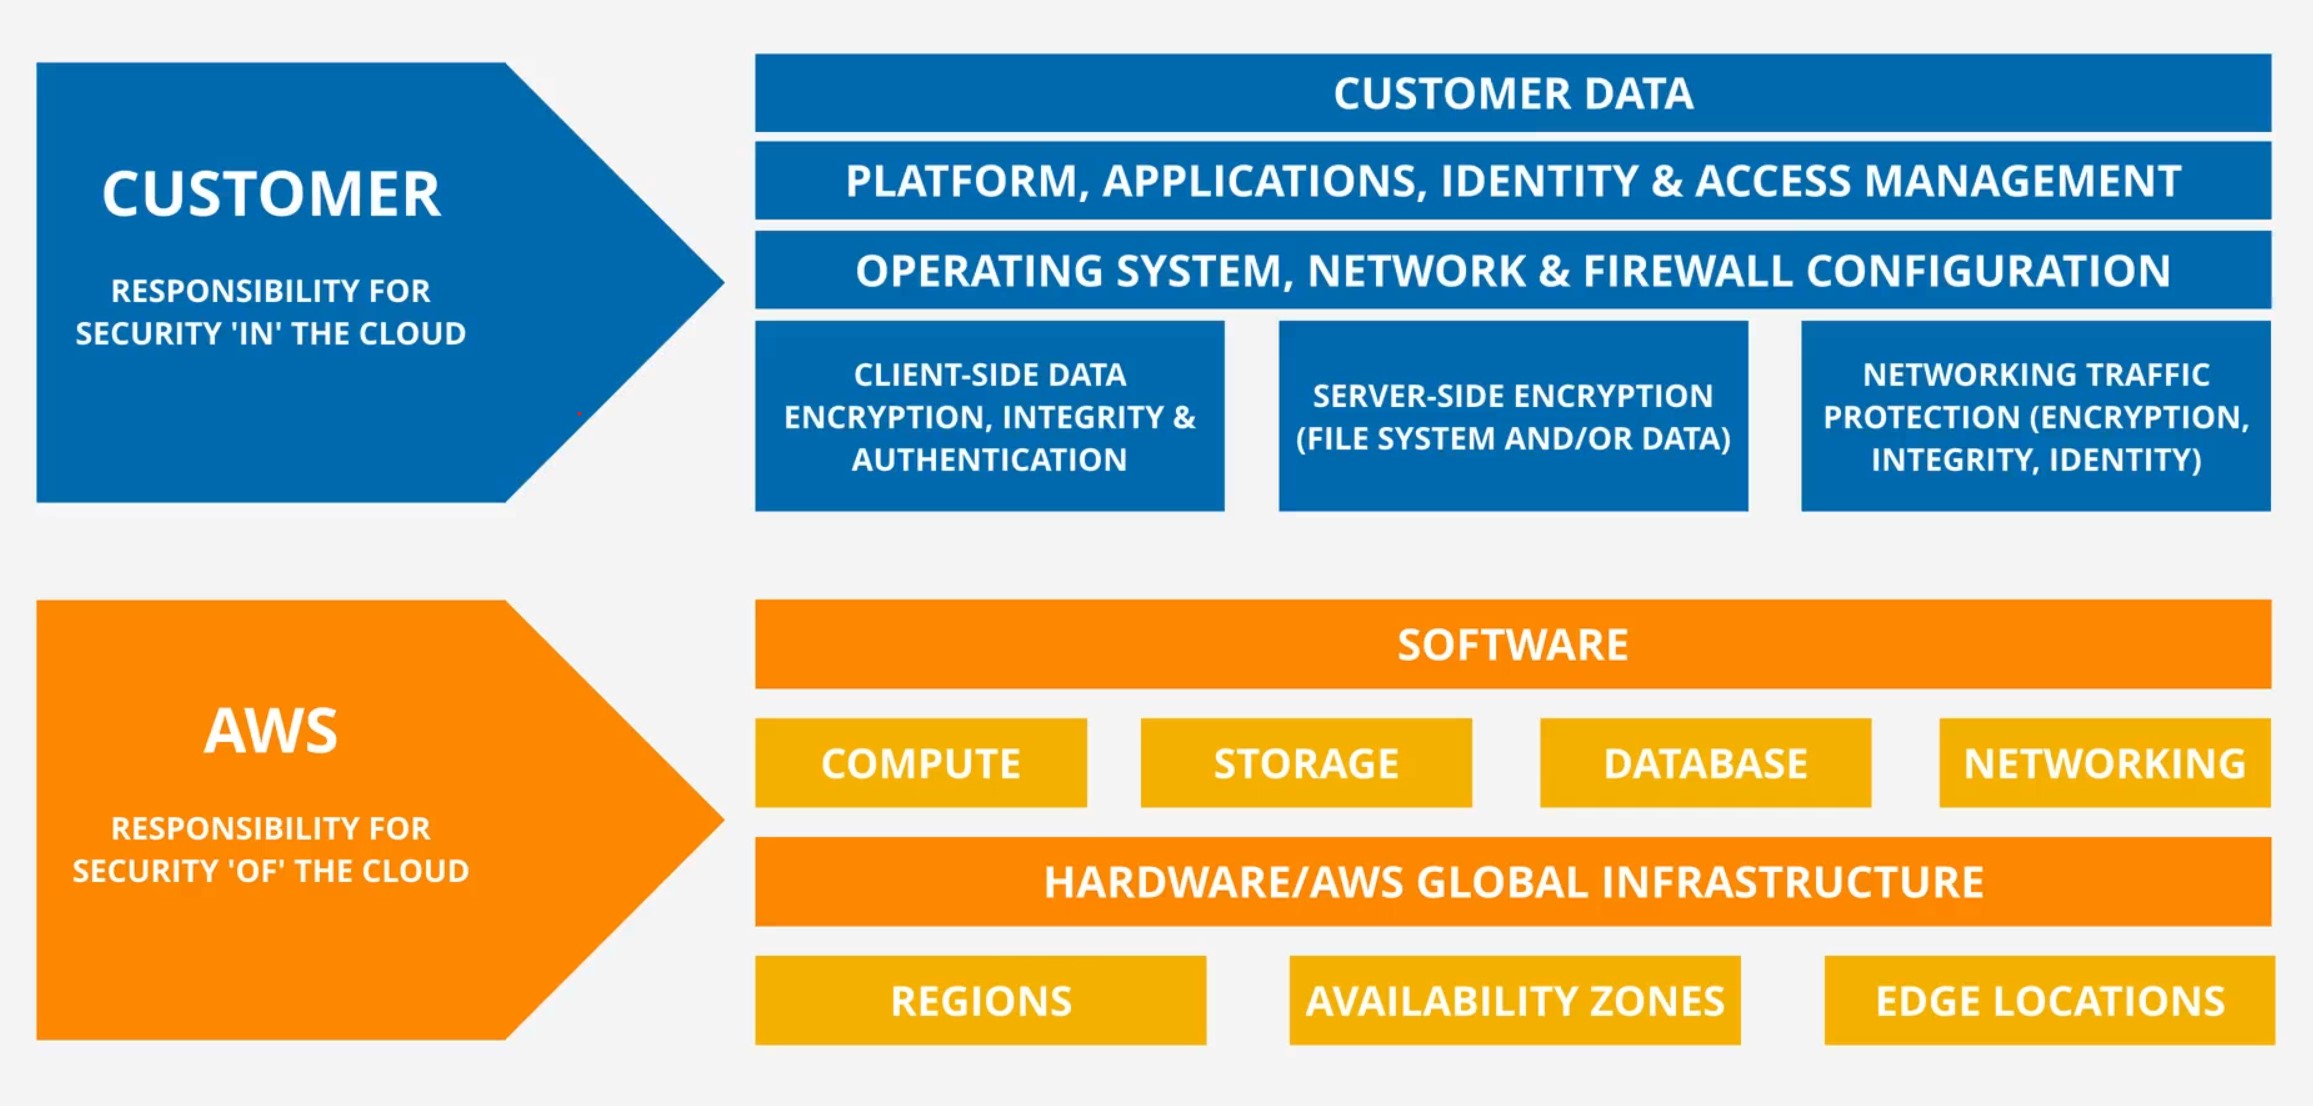 CUSTOMER
RESPONSIBILITY FOR
SECURITY 'IN' THE CLOUD
CUSTOMER DATA
PLATFORM, APPLICATIONS, IDENTITY & ACCESS MANAGEMENT
OPERATING SYSTEM, NETWORK & FIREWALL CONFIGURATION
CLIENT-SIDE DATA
ENCRYPTION, INTEGRITY &
AUTHENTICATION
SERVER-SIDE ENCRYPTION
(FILE SYSTEM AND/OR DATA)
NETWORKING TRAFFIC
PROTECTION (ENCRYPTION,
INTEGRITY, IDENTITY)
AWS
RESPONSIBILITY FOR
SECURITY 'OF' THE CLOUD
SOFTWARE
COMPUTE
STORAGE
DATABASE
NETWORKING
HARDWARE/AWS GLOBAL INFRASTRUCTURE
REGIONS
AVAILABILITY ZONES
EDGE LOCATIONS